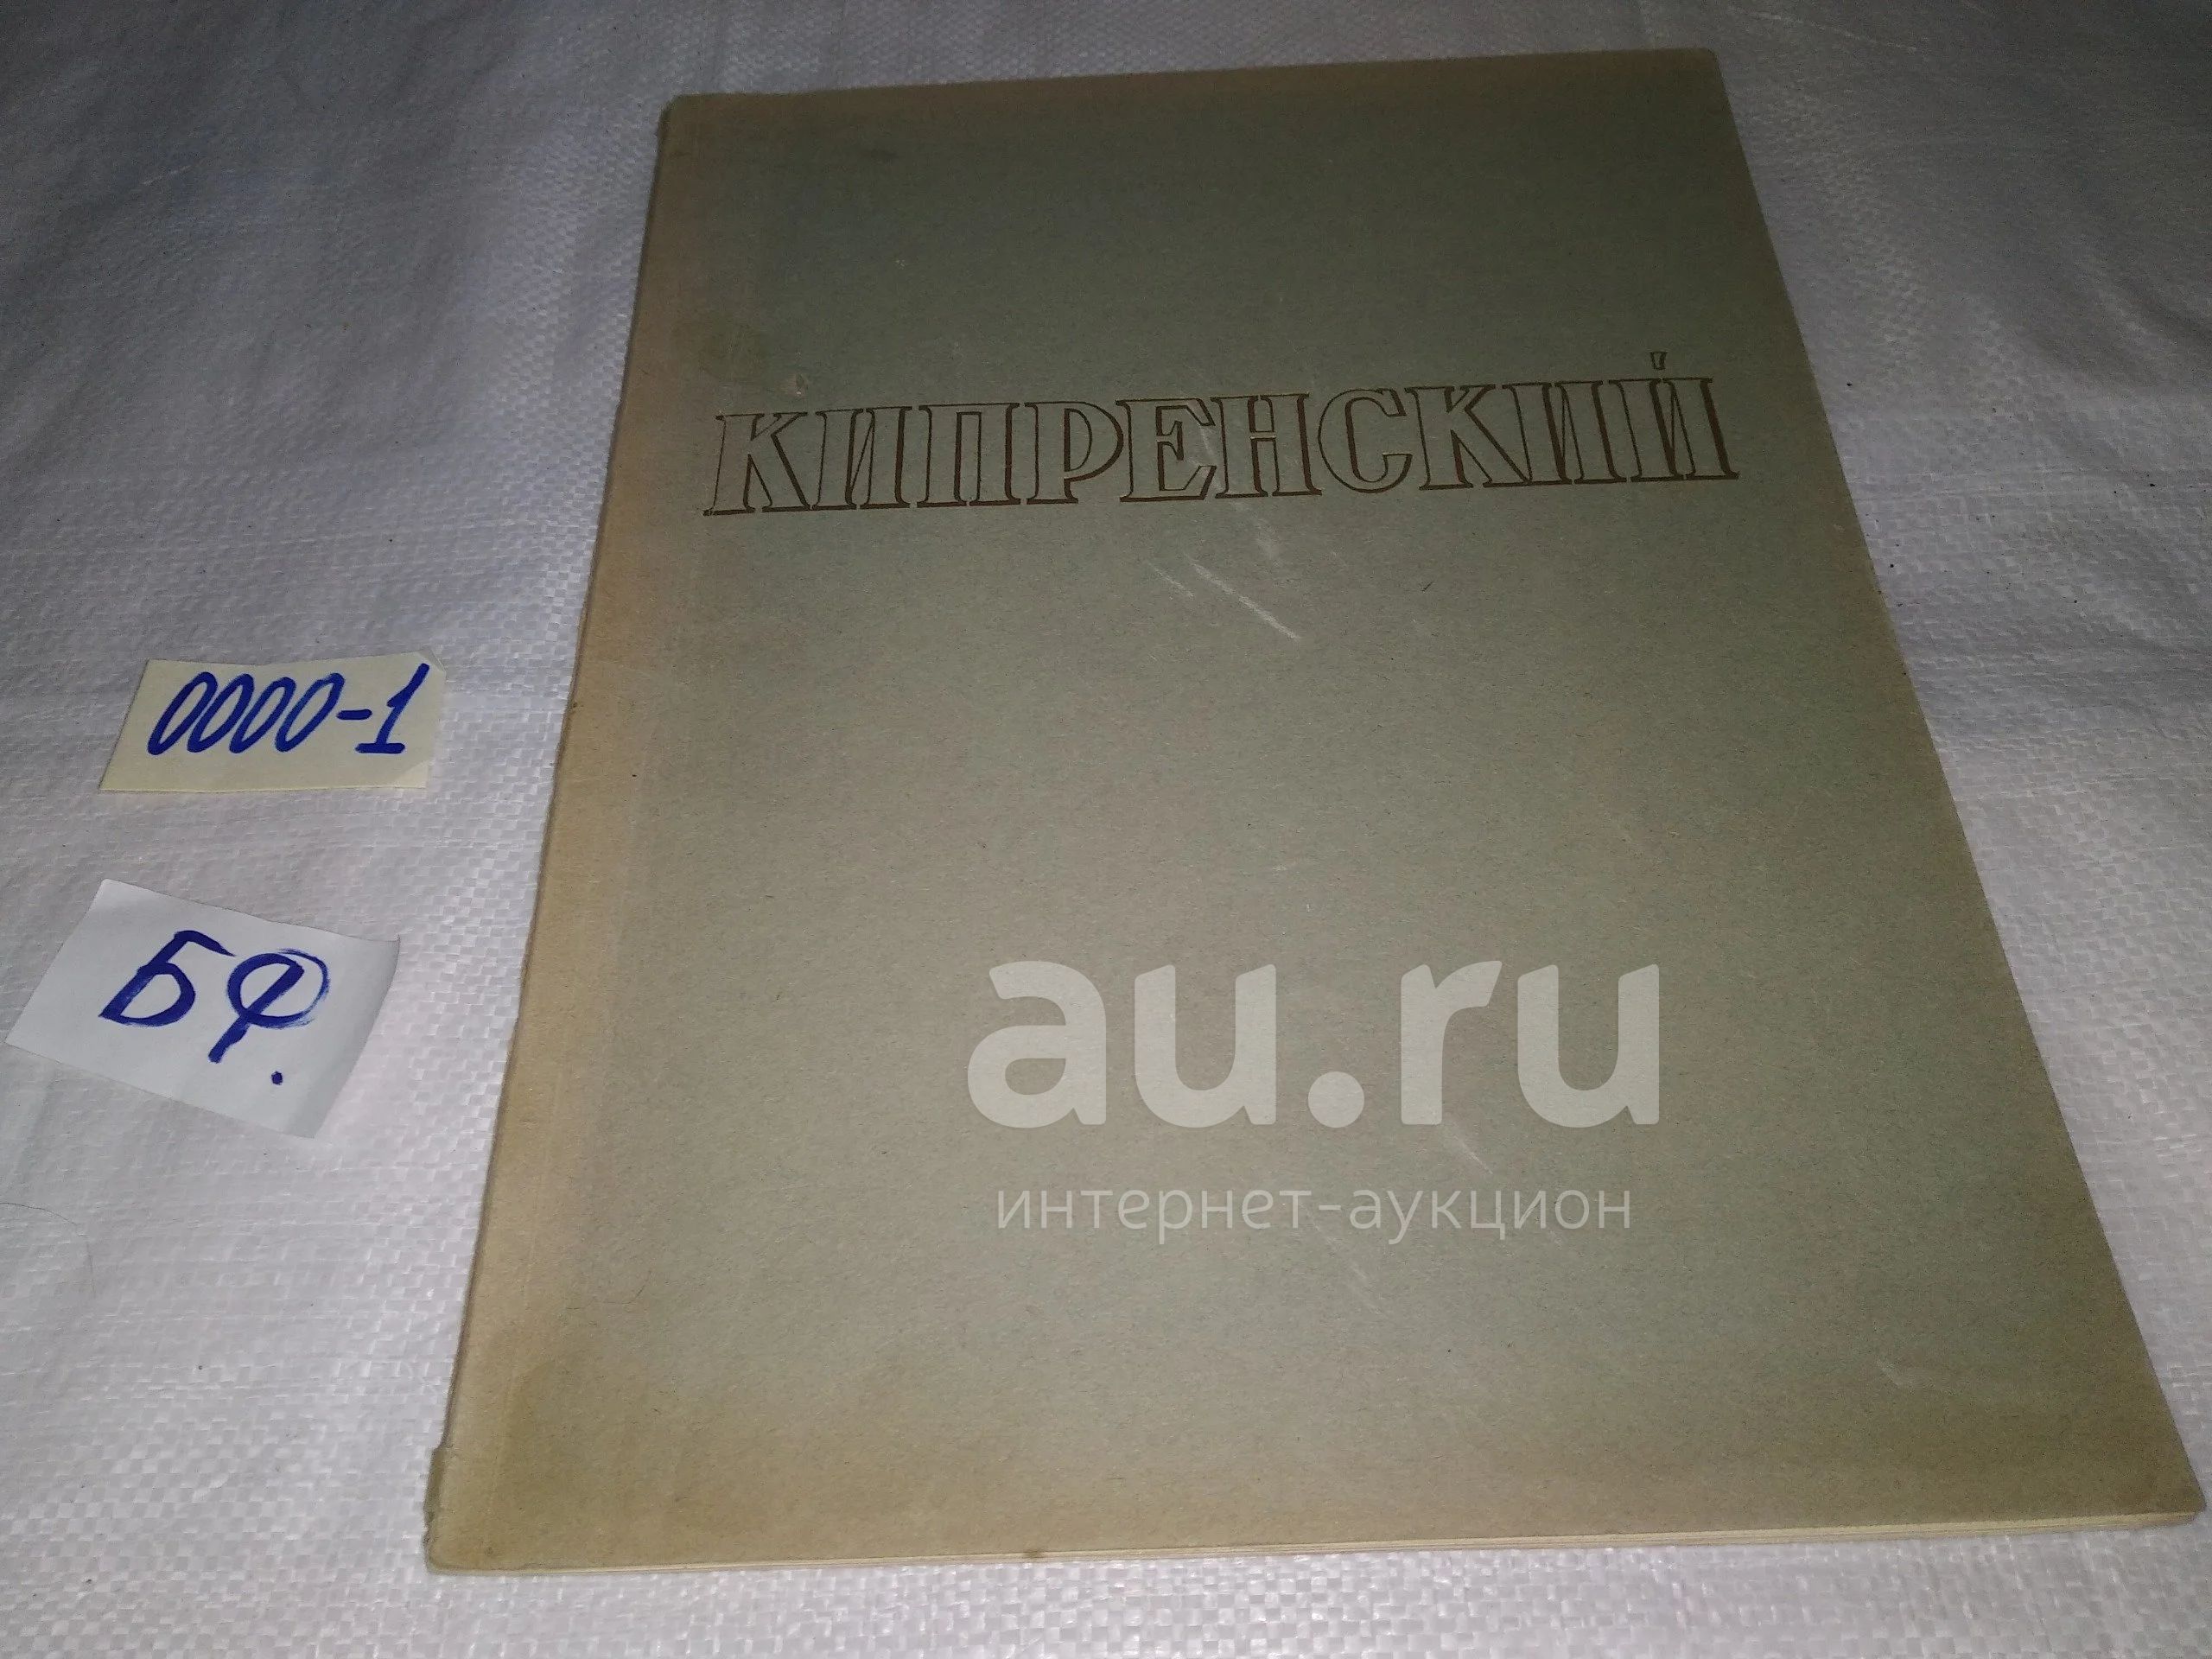 КИПРЕНСКИЙ
0000-1
БФ.
au.ru
интернет-аукцион